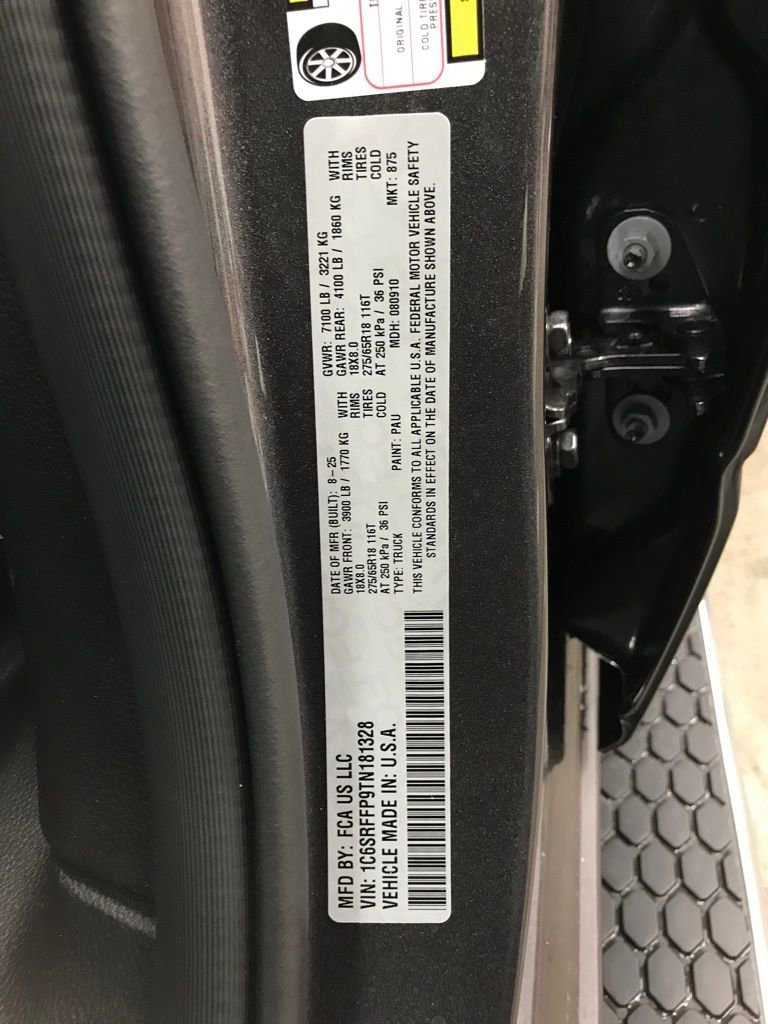 ORIGINAL
COLD TIRE
PRES
MFD BY: FCA US LLC
VIN: 1C6SRFFP9TN181328
VEHICLE MADE IN: U.S.A.
DATE OF MFR (BUILT): 8-25
GAWR FRONT: 3900 LB / 1770 KG WITH
18X8.0 RIMS
275/65R18 116T TIRES
AT 250 kPa / 36 PSI COLD
GVWR: 7100 LB / 3221 KG
GAWR REAR: 4100 LB / 1860 KG WITH
18X8.0 RIMS
275/65R18 116T TIRES
AT 250 kPa / 36 PSI COLD
TYPE: TRUCK PAINT: PAU MDH: 080910 MKT: 875
THIS VEHICLE CONFORMS TO ALL APPLICABLE U.S.A. FEDERAL MOTOR VEHICLE SAFETY
STANDARDS IN EFFECT ON THE DATE OF MANUFACTURE SHOWN ABOVE.